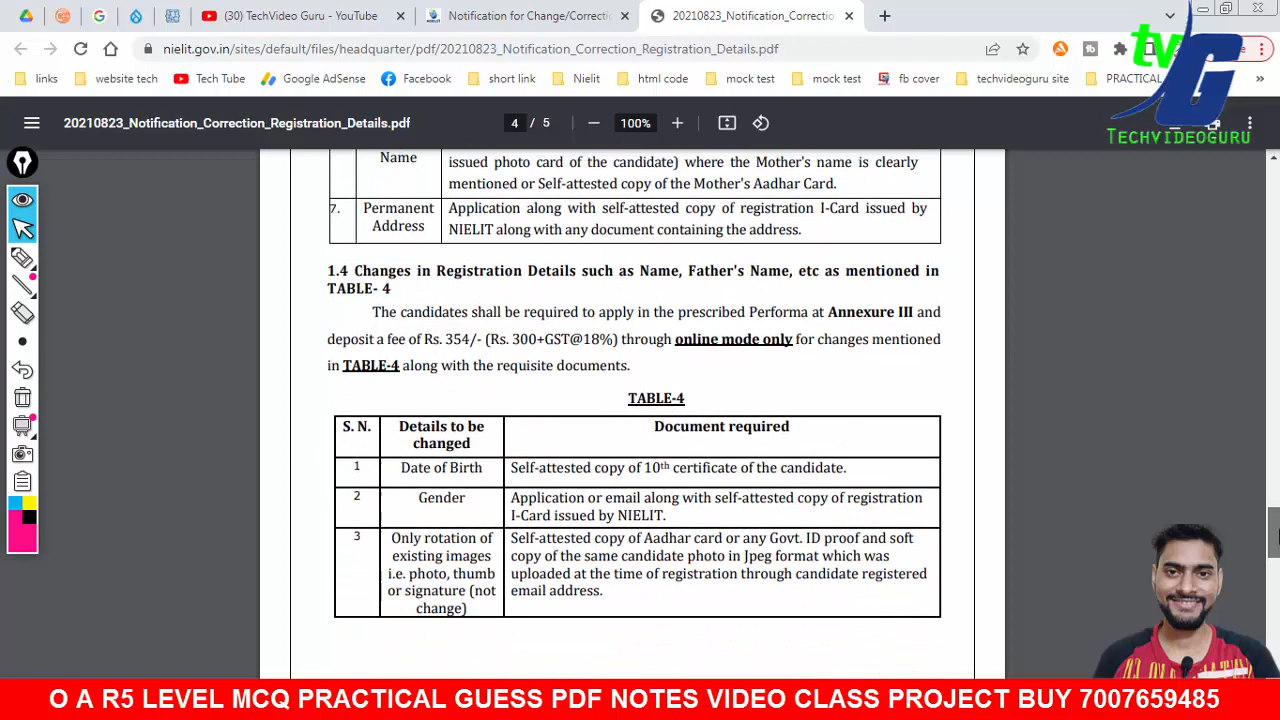 (30) TechVideo Guru - YouTube
Notification for Change/Correcti
20210823_Notification_Correctio
nielit.gov.in/sites/default/files/headquarter/pdf/20210823_Notification_Correction_Registration_Details.pdf
links
website tech
Tech Tube
Google AdSense
Facebook
short link
Nielit
html code
mock test
mock test
fb cover
techvideoguru site
PRACTICAL
tv
G
TECHVIDEOGURU
20210823_Notification_Correction_Registration_Details.pdf
4 / 5
100%
Name
issued photo card of the candidate) where the Mother's name is clearly
mentioned or Self-attested copy of the Mother's Aadhar Card.
7.
Permanent
Address
Application along with self-attested copy of registration I-Card issued by
NIELIT along with any document containing the address.
1.4 Changes in Registration Details such as Name, Father's Name, etc as mentioned in
TABLE- 4
The candidates shall be required to apply in the prescribed Performa at Annexure III and
deposit a fee of Rs. 354/- (Rs. 300+GST@18%) through online mode only for changes mentioned
in TABLE-4 along with the requisite documents.
TABLE-4
S. N.
Details to be
changed
Document required
1
Date of Birth
Self-attested copy of 10th certificate of the candidate.
2
Gender
Application or email along with self-attested copy of registration
I-Card issued by NIELIT.
3
Only rotation of
existing images
i.e. photo, thumb
or signature (not
change)
Self-attested copy of Aadhar card or any Govt. ID proof and soft
copy of the same candidate photo in Jpeg format which was
uploaded at the time of registration through candidate registered
email address.
O A R5 LEVEL MCQ PRACTICAL GUESS PDF NOTES VIDEO CLASS PROJECT BUY 7007659485